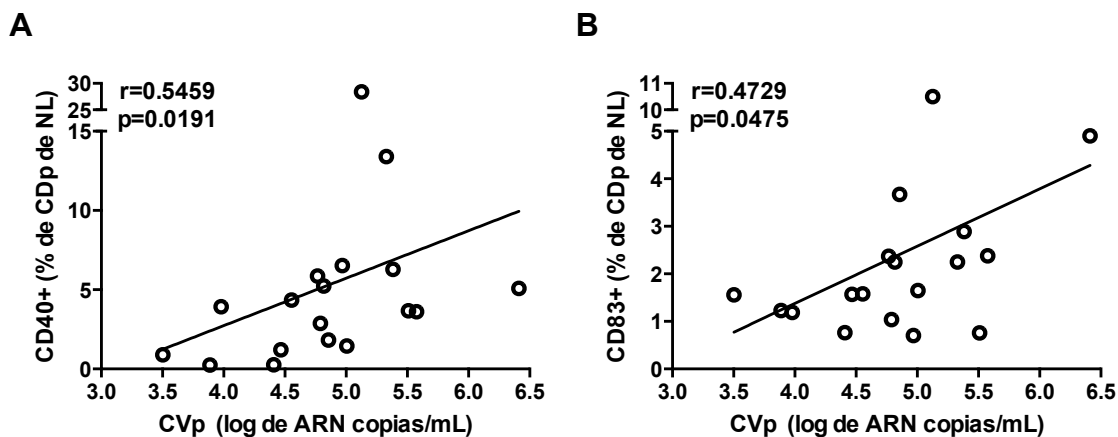 A
r=0.5459
p=0.0191
30
25
15
10
5
0
CD40+ (% de CDp de NL)
3.0 3.5 4.0 4.5 5.0 5.5 6.0 6.5
CVp (log de ARN copias/mL)
B
r=0.4729
p=0.0475
11
10
5
4
3
2
1
0
CD83+ (% de CDp de NL)
3.0 3.5 4.0 4.5 5.0 5.5 6.0 6.5
CVp (log de ARN copias/mL)